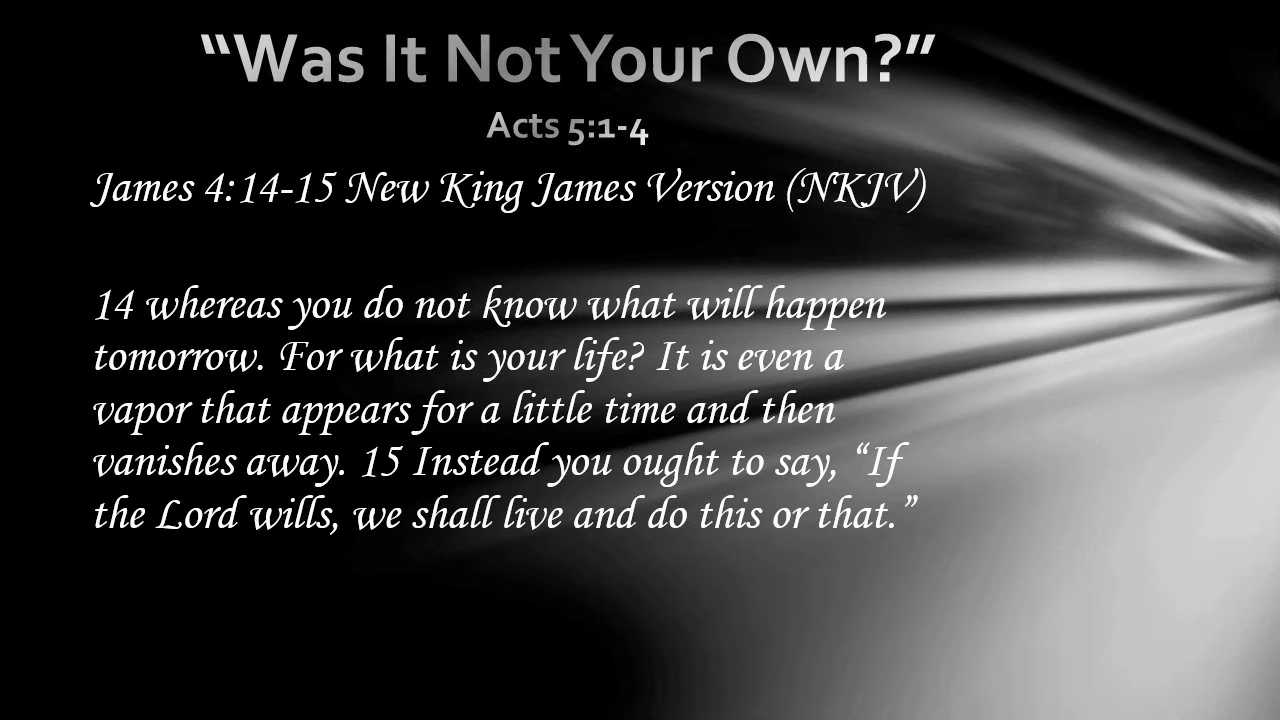 “Was It Not Your Own?”
Acts 5:1-4
James 4:14-15 New King James Version (NKJV)
14 whereas you do not know what will happen
tomorrow. For what is your life? It is even a
vapor that appears for a little time and then
vanishes away. 15 Instead you ought to say, “If
the Lord wills, we shall live and do this or that.”